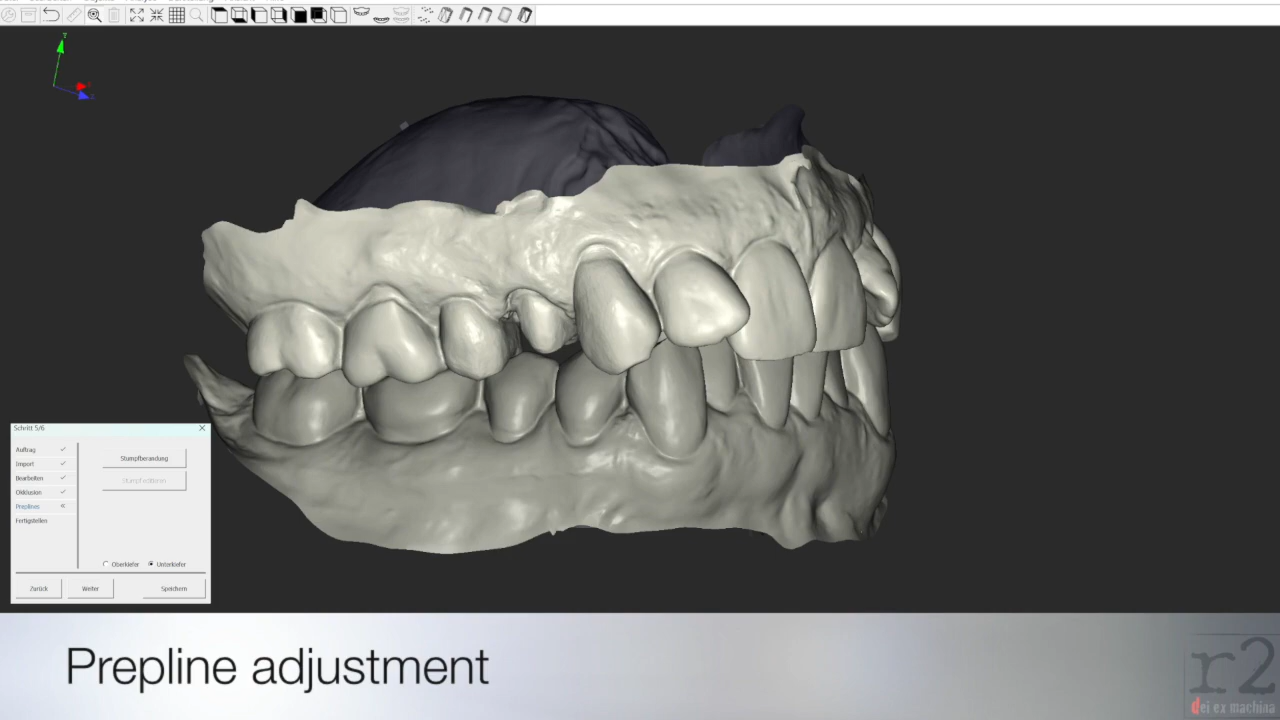 Schritt 5/6
Auftrag
Import
Bearbeiten
Okklusion
Preplines
Fertigstellen
Stumpfberandung
Oberkiefer
Unterkiefer
Zurück
Weiter
Speichern
Prepline adjustment
r2
dei ex machina